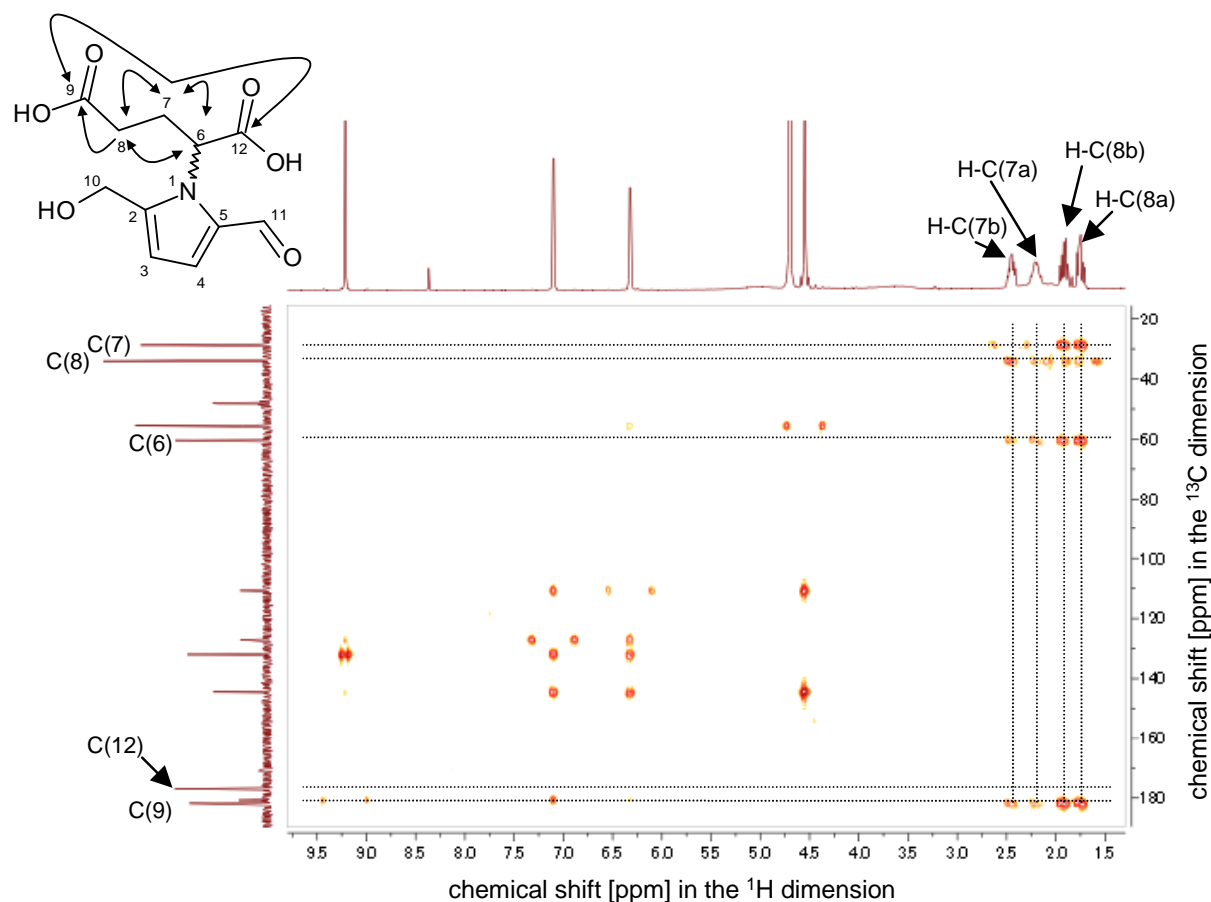 O
9
HO
7
8
6
O
12
OH
10
HO
N
1
2
5
11
3
4
O
H-C(7b)
H-C(7a)
H-C(8b)
H-C(8a)
C(7)
C(8)
C(6)
C(12)
C(9)
20
40
60
80
100
120
140
160
180
chemical shift [ppm] in the ¹³C dimension
9.5 9.0 8.5 8.0 7.5 7.0 6.5 6.0 5.5 5.0 4.5 4.0 3.5 3.0 2.5 2.0 1.5
chemical shift [ppm] in the ¹H dimension